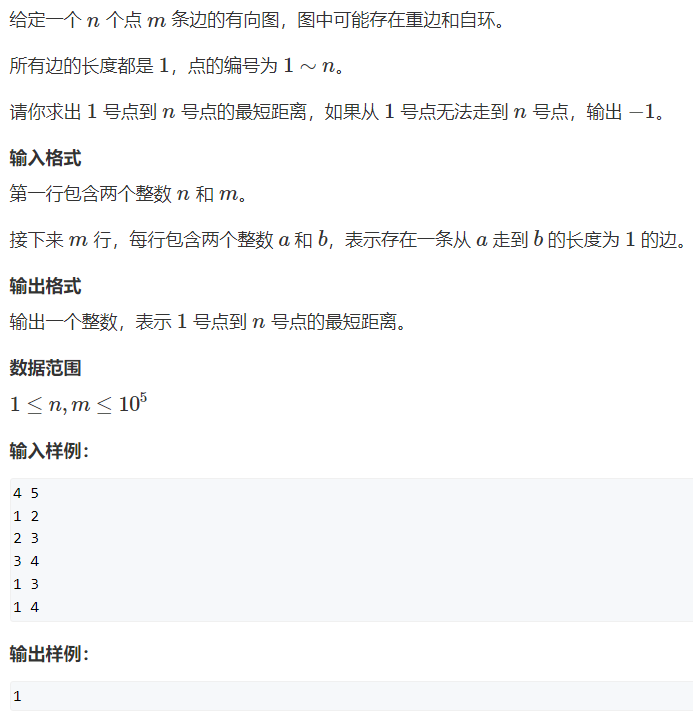 给定一个 n 个点 m 条边的有向图，图中可能存在重边和自环。
所有边的长度都是 1，点的编号为 1 ∼ n。
请你求出 1 号点到 n 号点的最短距离，如果从 1 号点无法走到 n 号点，输出 −1。
输入格式
第一行包含两个整数 n 和 m。
接下来 m 行，每行包含两个整数 a 和 b，表示存在一条从 a 走到 b 的长度为 1 的边。
输出格式
输出一个整数，表示 1 号点到 n 号点的最短距离。
数据范围
1 ≤ n, m ≤ 10⁵
输入样例：
4 5
1 2
2 3
3 4
1 3
1 4
输出样例：
1